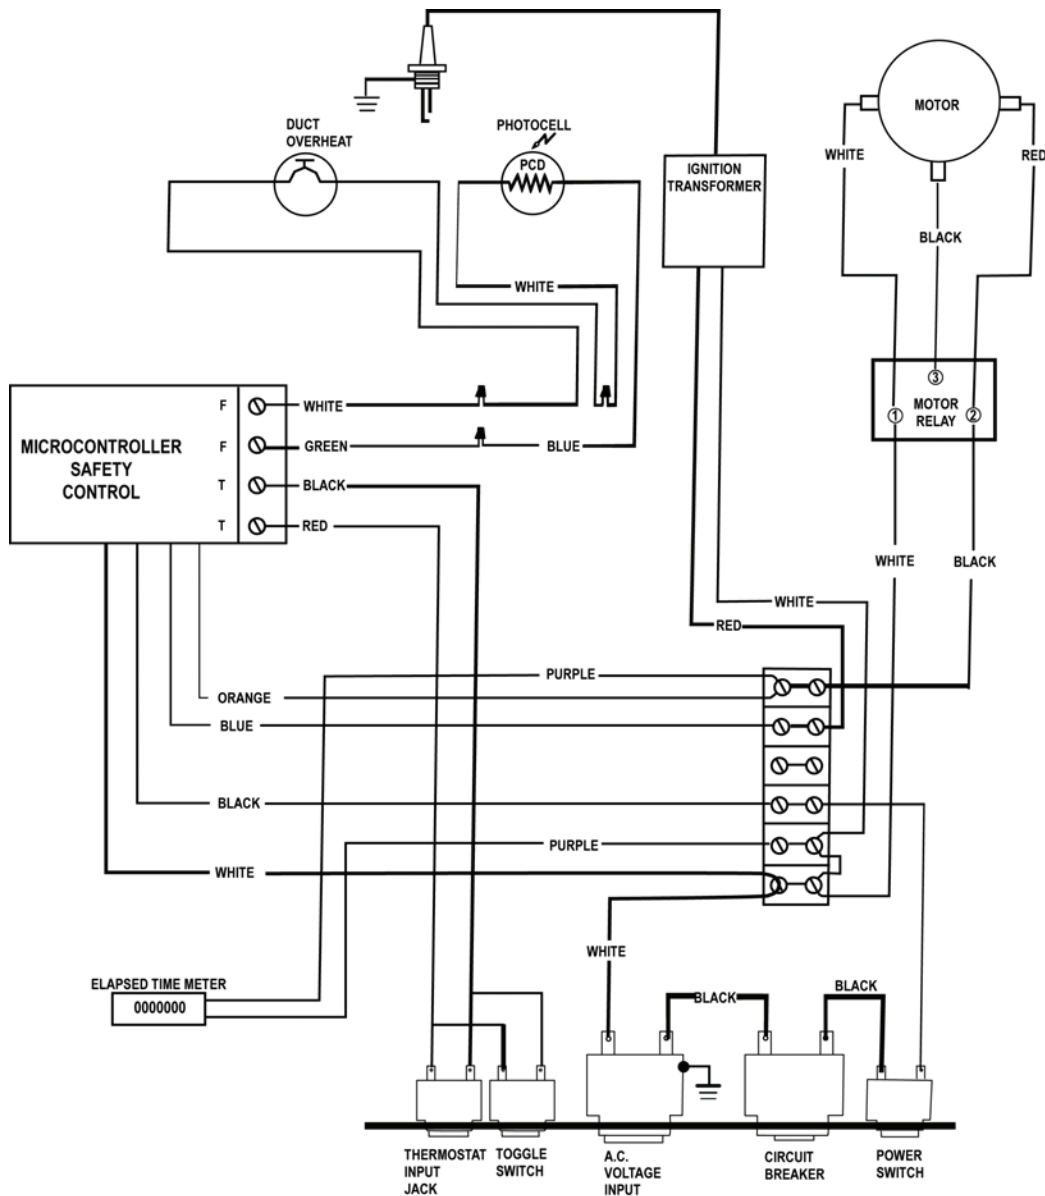 DUCT
OVERHEAT
PHOTOCELL
PCD
IGNITION
TRANSFORMER
MOTOR
WHITE
RED
BLACK
WHITE
3
MOTOR
RELAY
1
2
MICROCONTROLLER
SAFETY
CONTROL
F
WHITE
F
GREEN
BLUE
T
BLACK
T
RED
WHITE
BLACK
WHITE
RED
PURPLE
ORANGE
BLUE
BLACK
PURPLE
WHITE
WHITE
ELAPSED TIME METER
0000000
BLACK
BLACK
THERMOSTAT
INPUT
JACK
TOGGLE
SWITCH
A.C.
VOLTAGE
INPUT
CIRCUIT
BREAKER
POWER
SWITCH